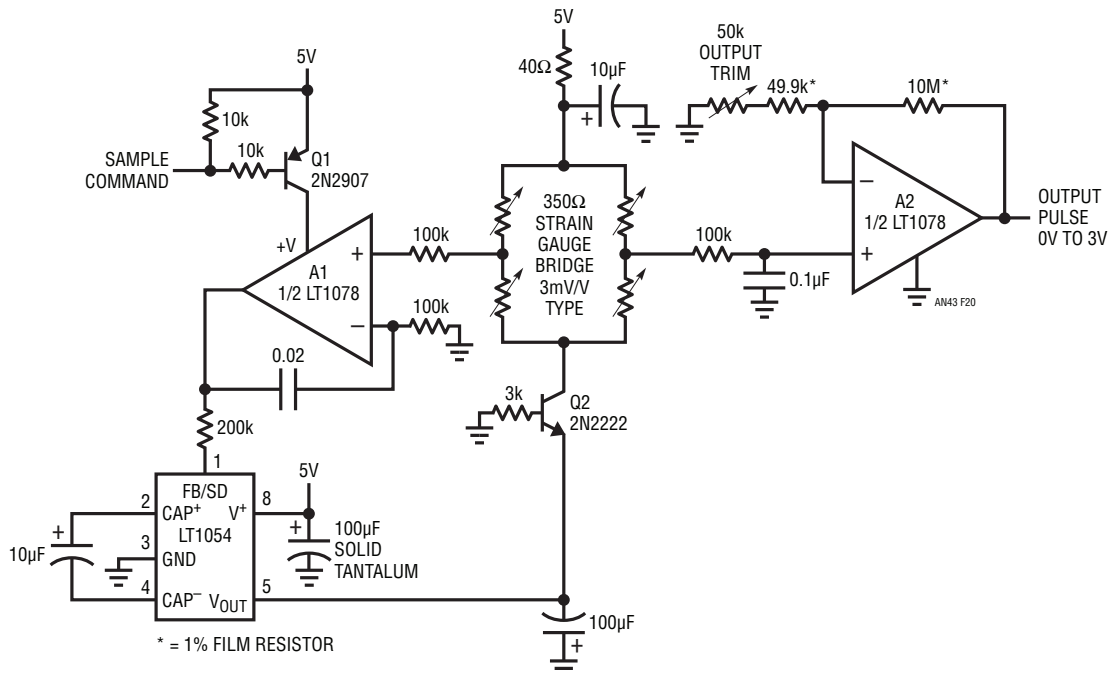 5V
10k
10k
SAMPLE
COMMAND
Q1
2N2907
+V
+
A1
1/2 LT1078
–
100k
100k
0.02
200k
1
FB/SD
2
CAP+
V+
8
LT1054
3
GND
4
CAP–
VOUT
5
+
10µF
5V
+
100µF
SOLID
TANTALUM
* = 1% FILM RESISTOR
5V
40Ω
10µF
+
350Ω
STRAIN
GAUGE
BRIDGE
3mV/V
TYPE
3k
Q2
2N2222
100µF
+
50k
OUTPUT
TRIM
49.9k*
10M*
–
A2
1/2 LT1078
+
100k
0.1µF
OUTPUT
PULSE
0V TO 3V
AN43 F20